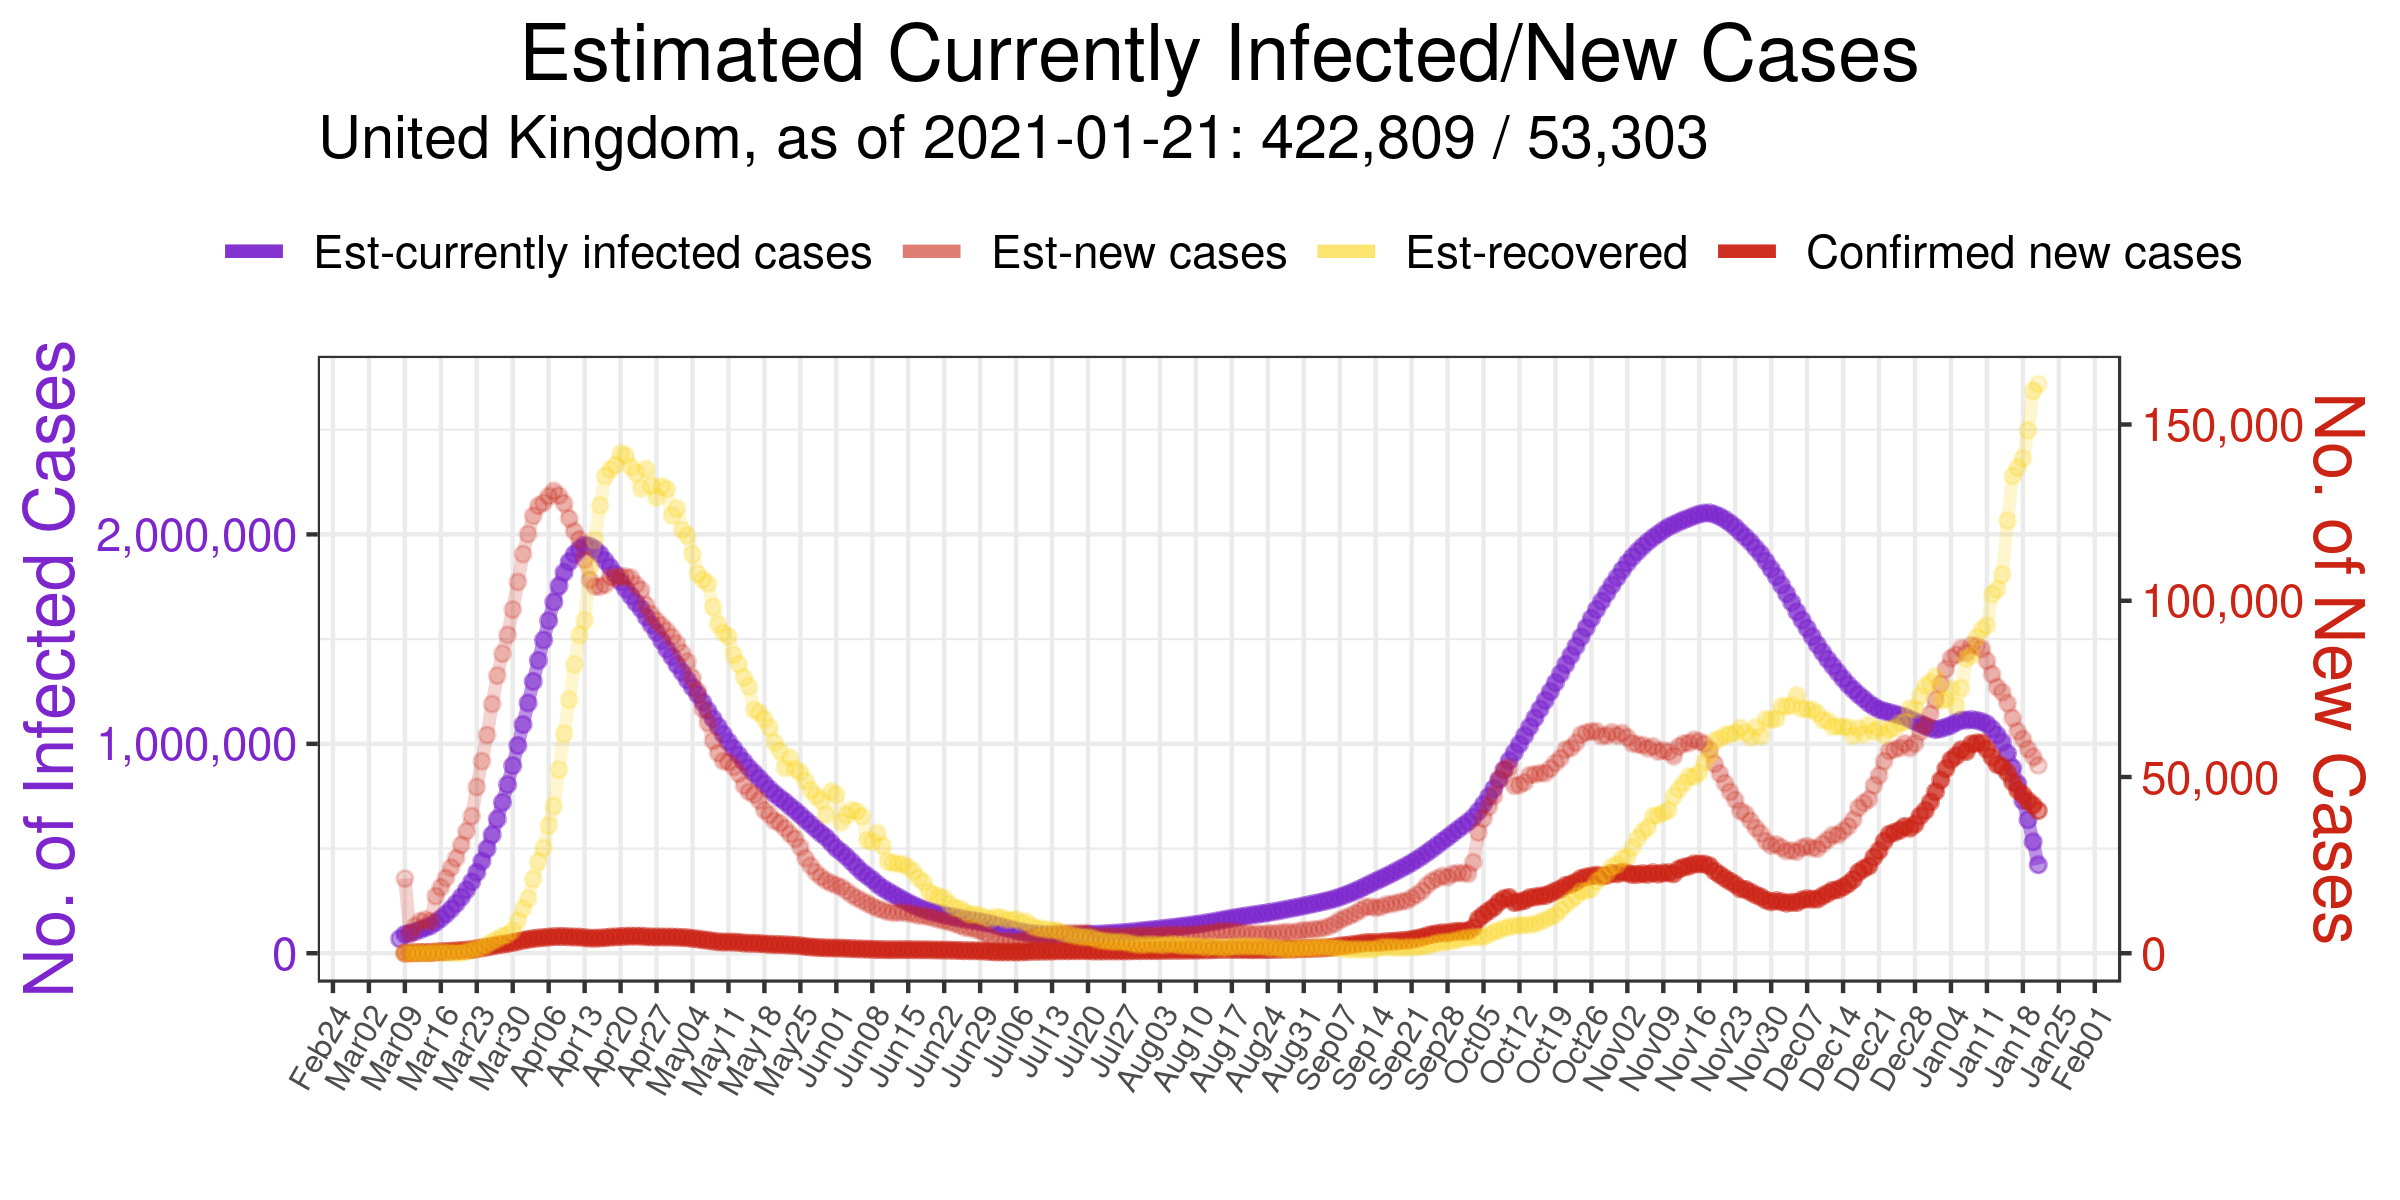 Estimated Currently Infected/New Cases
United Kingdom, as of 2021-01-21: 422,809 / 53,303
Est-currently infected cases Est-new cases Est-recovered Confirmed new cases
No. of Infected Cases
2,000,000
1,000,000
0
150,000
100,000
50,000
0
No. of New Cases
Feb24 Mar02 Mar09 Mar16 Mar23 Mar30 Apr06 Apr13 Apr20 Apr27 May04 May11 May18 May25 Jun01 Jun08 Jun15 Jun22 Jun29 Jul06 Jul13 Jul20 Jul27 Aug03 Aug10 Aug17 Aug24 Aug31 Sep07 Sep14 Sep21 Sep28 Oct05 Oct12 Oct19 Oct26 Nov02 Nov09 Nov16 Nov23 Nov30 Dec07 Dec14 Dec21 Dec28 Jan04 Jan11 Jan18 Jan25 Feb01